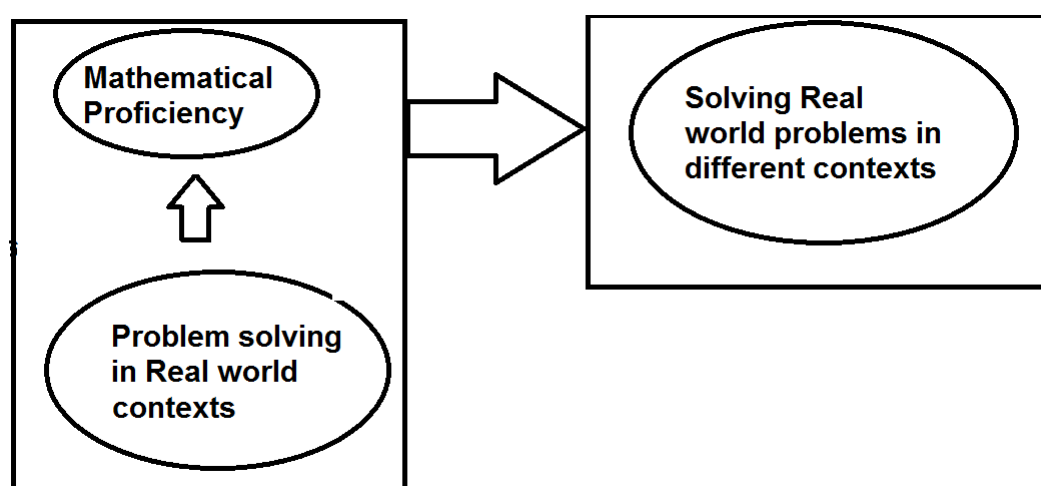 Mathematical
Proficiency
Problem solving
in Real world
contexts
Solving Real
world problems in
different contexts